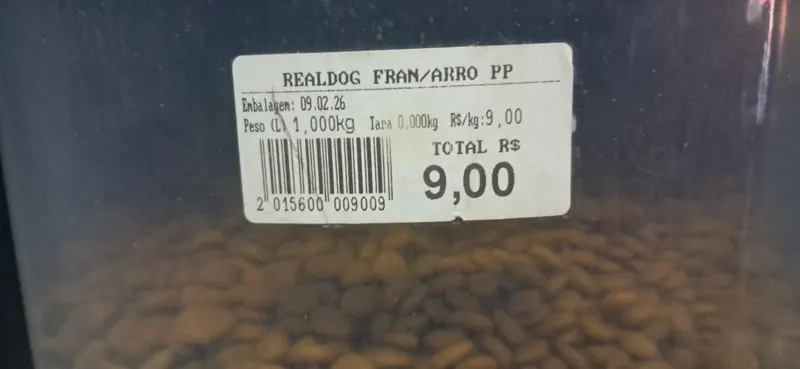 REALDOG FRAN/ARRO PP
Embalagem: 09.02.26
Peso (L) 1,000kg Tara 0,000kg R$/kg:9,00
TOTAL R$
9,00
2 015600 009009